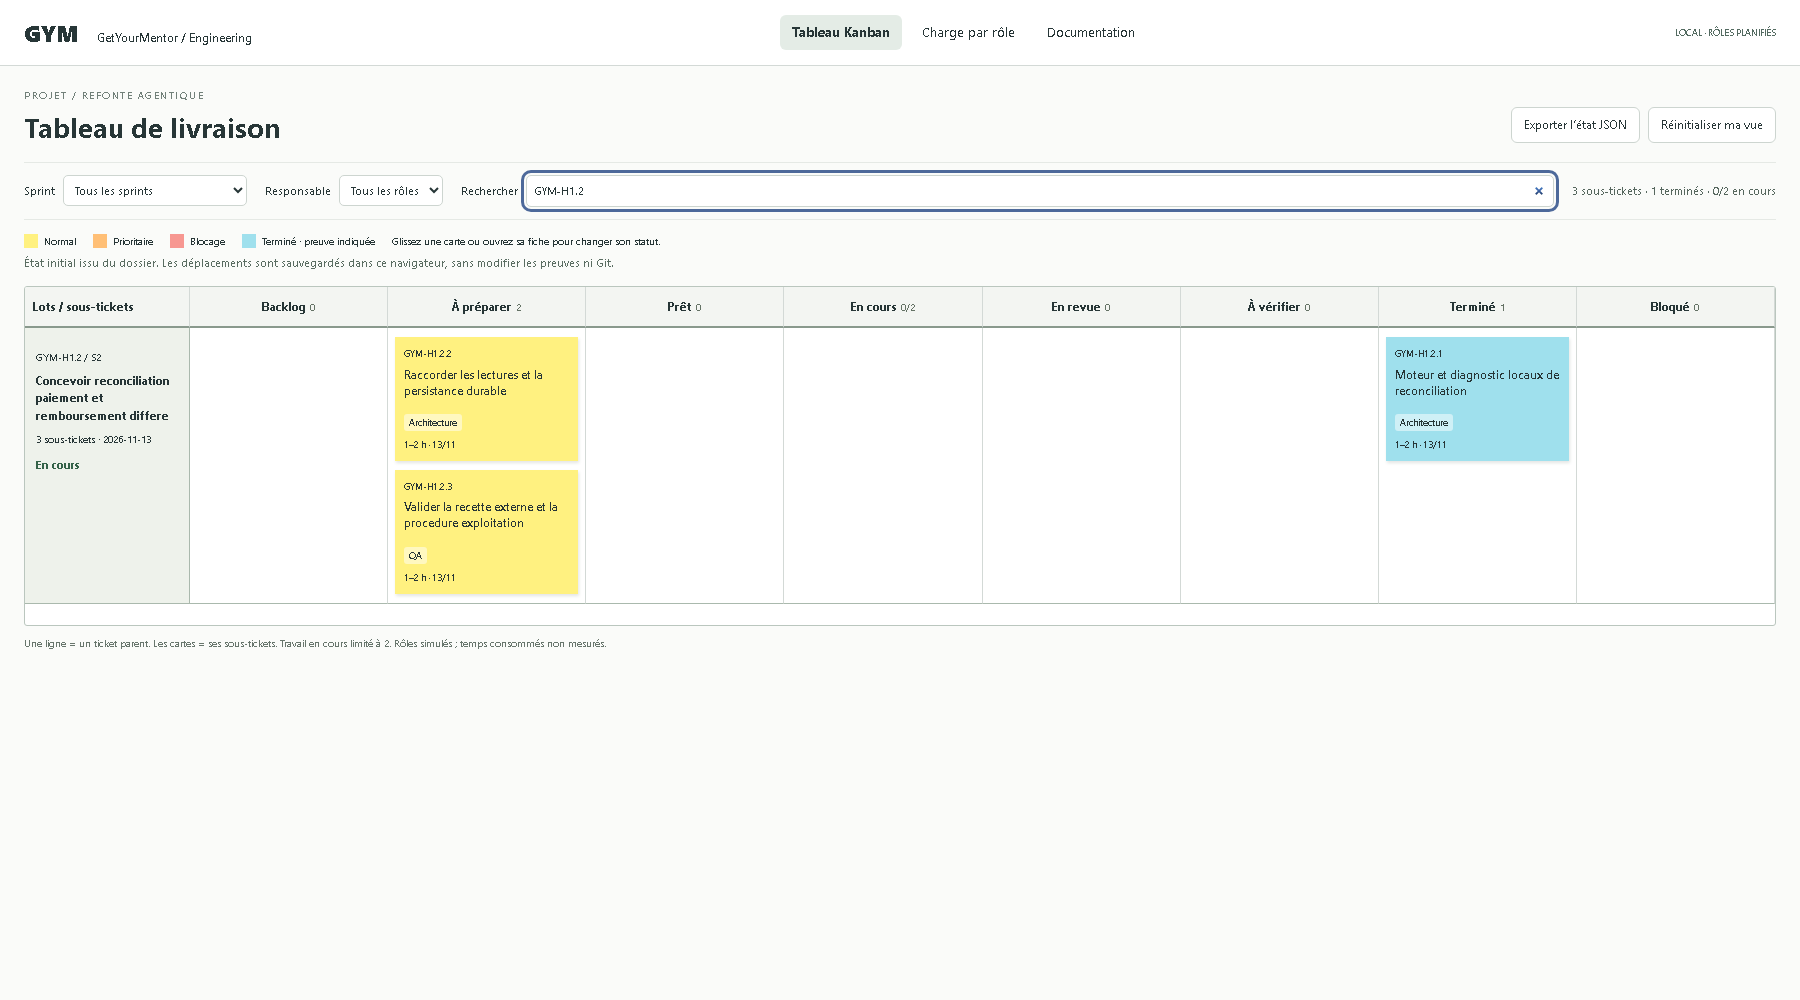 GYM GetYourMentor / Engineering
Tableau Kanban Charge par rôle Documentation
LOCAL · RÔLES PLANIFIÉS
PROJET / REFONTE AGENTIQUE
Tableau de livraison
Exporter l'état JSON Réinitialiser ma vue
Sprint Tous les sprints Responsable Tous les rôles Rechercher GYM-H1.2 × 3 sous-tickets · 1 terminés · 0/2 en cours
Normal Prioritaire Blocage Terminé · preuve indiquée Glissez une carte ou ouvrez sa fiche pour changer son statut.
État initial issu du dossier. Les déplacements sont sauvegardés dans ce navigateur, sans modifier les preuves ni Git.
Lots / sous-tickets Backlog 0 À préparer 2 Prêt 0 En cours 0/2 En revue 0 À vérifier 0 Terminé 1 Bloqué 0
GYM-H1.2 / S2
Concevoir reconciliation
paiement et
remboursement differe
3 sous-tickets · 2026-11-13
En cours
GYM-H1.2.2
Raccorder les lectures et la
persistance durable
Architecture
1–2 h · 13/11
GYM-H1.2.3
Valider la recette externe et la
procedure exploitation
QA
1–2 h · 13/11
GYM-H1.2.1
Moteur et diagnostic locaux de
reconciliation
Architecture
1–2 h · 13/11
Une ligne = un ticket parent. Les cartes = ses sous-tickets. Travail en cours limité à 2. Rôles simulés ; temps consommés non mesurés.